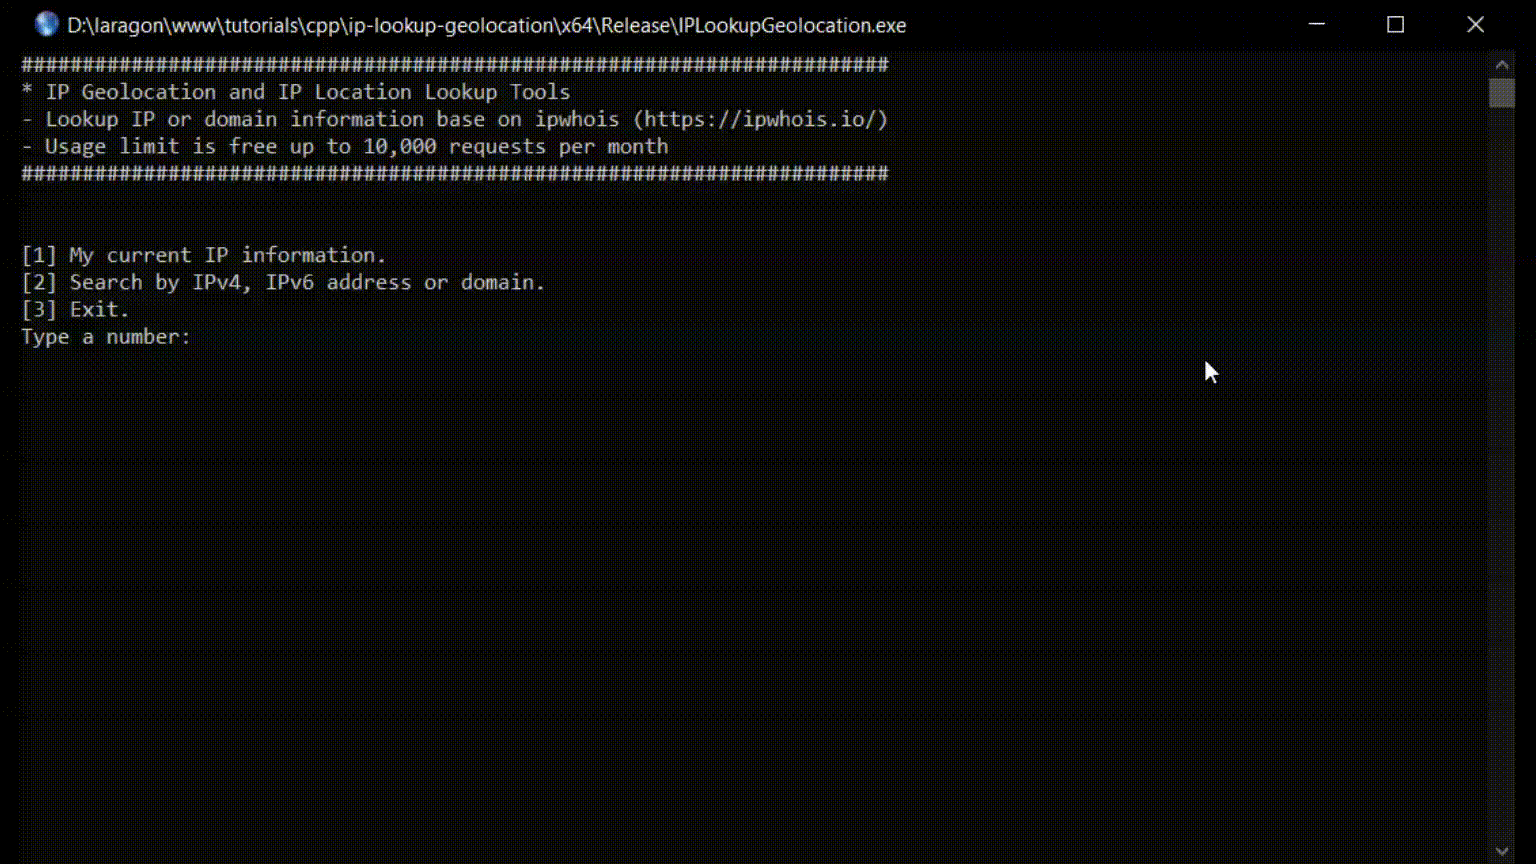 D:\laragon\www\tutorials\cpp\ip-lookup-geolocation\x64\Release\IPLookupGeolocation.exe
#######################################################################
* IP Geolocation and IP Location Lookup Tools
- Lookup IP or domain information base on ipwhois (https://ipwhois.io/)
- Usage limit is free up to 10,000 requests per month
#######################################################################
[1] My current IP information.
[2] Search by IPv4, IPv6 address or domain.
[3] Exit.
Type a number: